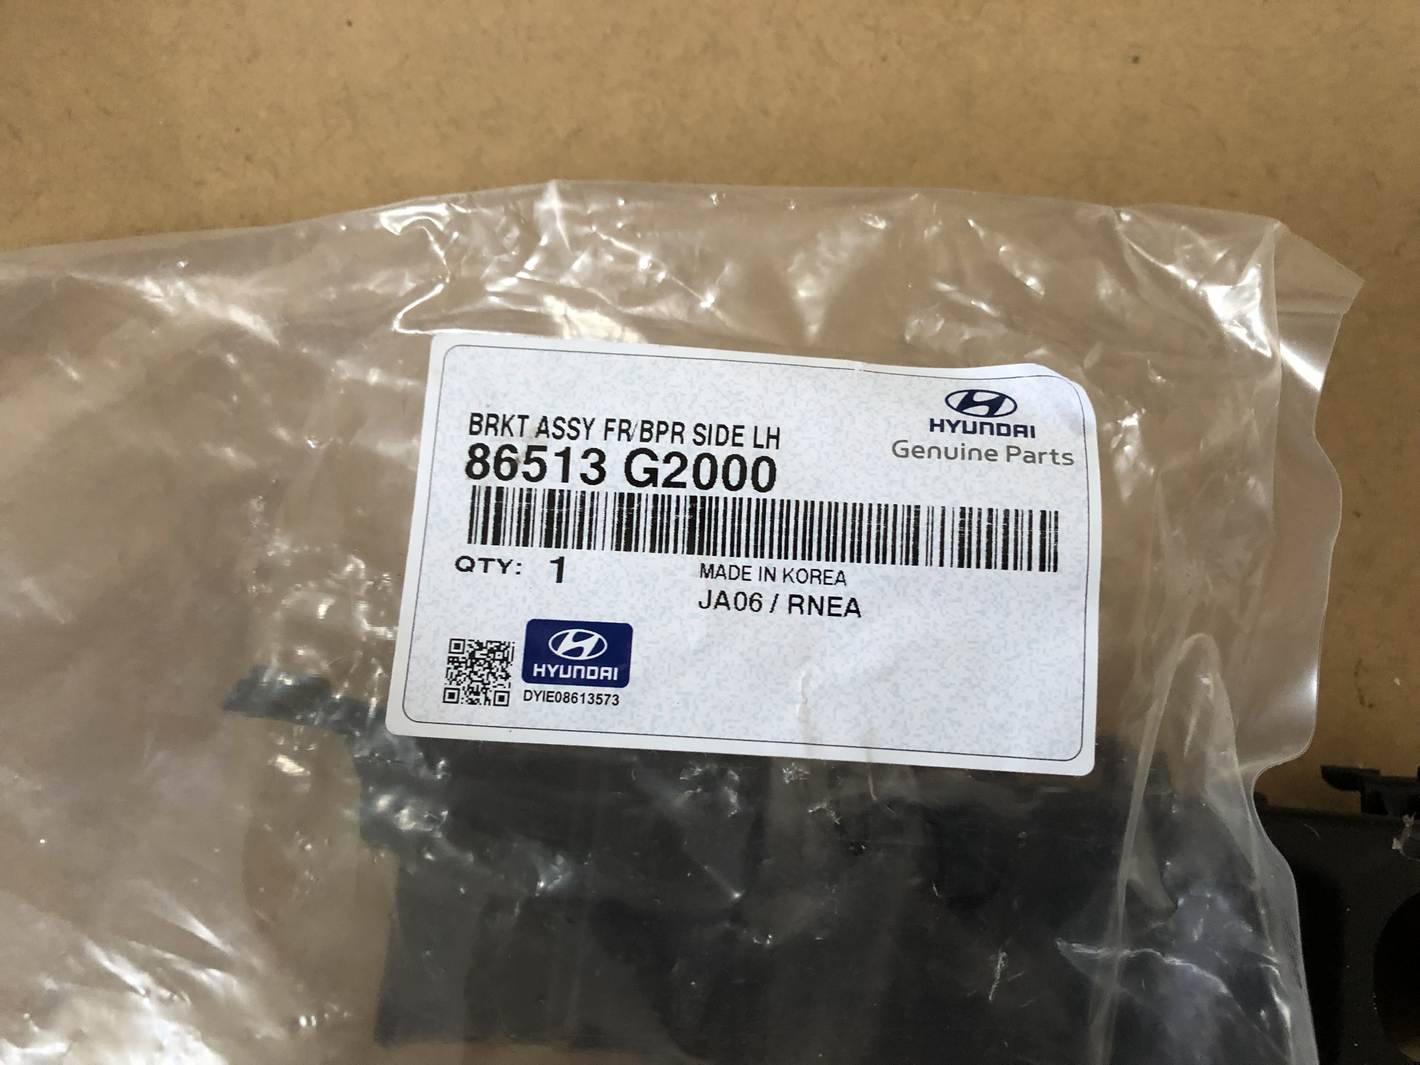 HYUNDAI
Genuine Parts
BRKT ASSY FR/BPR SIDE LH
86513 G2000
QTY: 1
MADE IN KOREA
JA06 / RNEA
HYUNDAI
DYIE08613573